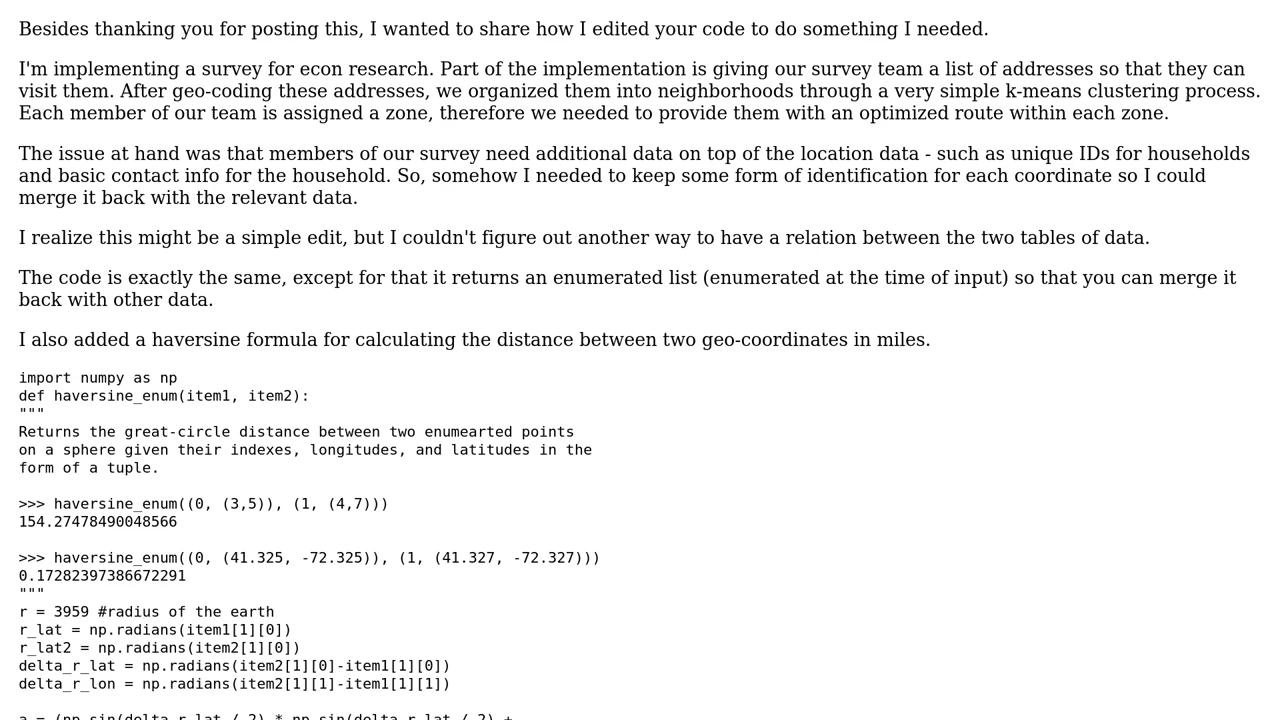 Besides thanking you for posting this, I wanted to share how I edited your code to do something I needed.
I'm implementing a survey for econ research. Part of the implementation is giving our survey team a list of addresses so that they can
visit them. After geo-coding these addresses, we organized them into neighborhoods through a very simple k-means clustering process.
Each member of our team is assigned a zone, therefore we needed to provide them with an optimized route within each zone.
The issue at hand was that members of our survey need additional data on top of the location data - such as unique IDs for households
and basic contact info for the household. So, somehow I needed to keep some form of identification for each coordinate so I could
merge it back with the relevant data.
I realize this might be a simple edit, but I couldn't figure out another way to have a relation between the two tables of data.
The code is exactly the same, except for that it returns an enumerated list (enumerated at the time of input) so that you can merge it
back with other data.
I also added a haversine formula for calculating the distance between two geo-coordinates in miles.
import numpy as np
def haversine_enum(item1, item2):
"""
Returns the great-circle distance between two enumearted points
on a sphere given their indexes, longitudes, and latitudes in the
form of a tuple.
>>> haversine_enum((0, (3,5)), (1, (4,7)))
154.27478490048566
>>> haversine_enum((0, (41.325, -72.325)), (1, (41.327, -72.327)))
0.17282397386672291
"""
r = 3959 #radius of the earth
r_lat = np.radians(item1[1][0])
r_lat2 = np.radians(item2[1][0])
delta_r_lat = np.radians(item2[1][0]-item1[1][0])
delta_r_lon = np.radians(item2[1][1]-item1[1][1])
a = (np.sin(delta_r_lat / 2) * np.sin(delta_r_lat / 2) +